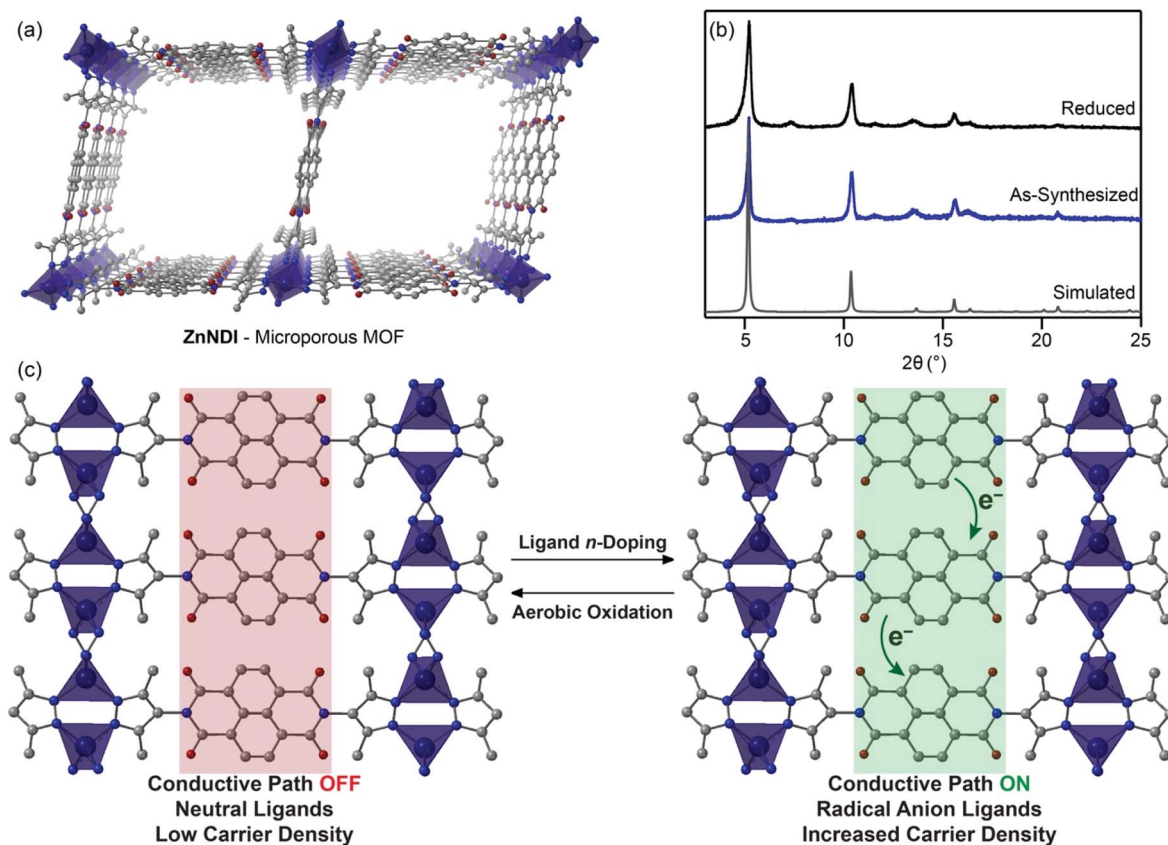 (a)
ZnNDI - Microporous MOF
(b)
Reduced
As-Synthesized
Simulated
5 10 15 20 25
2θ (°)
(c)
e⁻
e⁻
Ligand n-Doping
Aerobic Oxidation
Conductive Path OFF
Neutral Ligands
Low Carrier Density
Conductive Path ON
Radical Anion Ligands
Increased Carrier Density